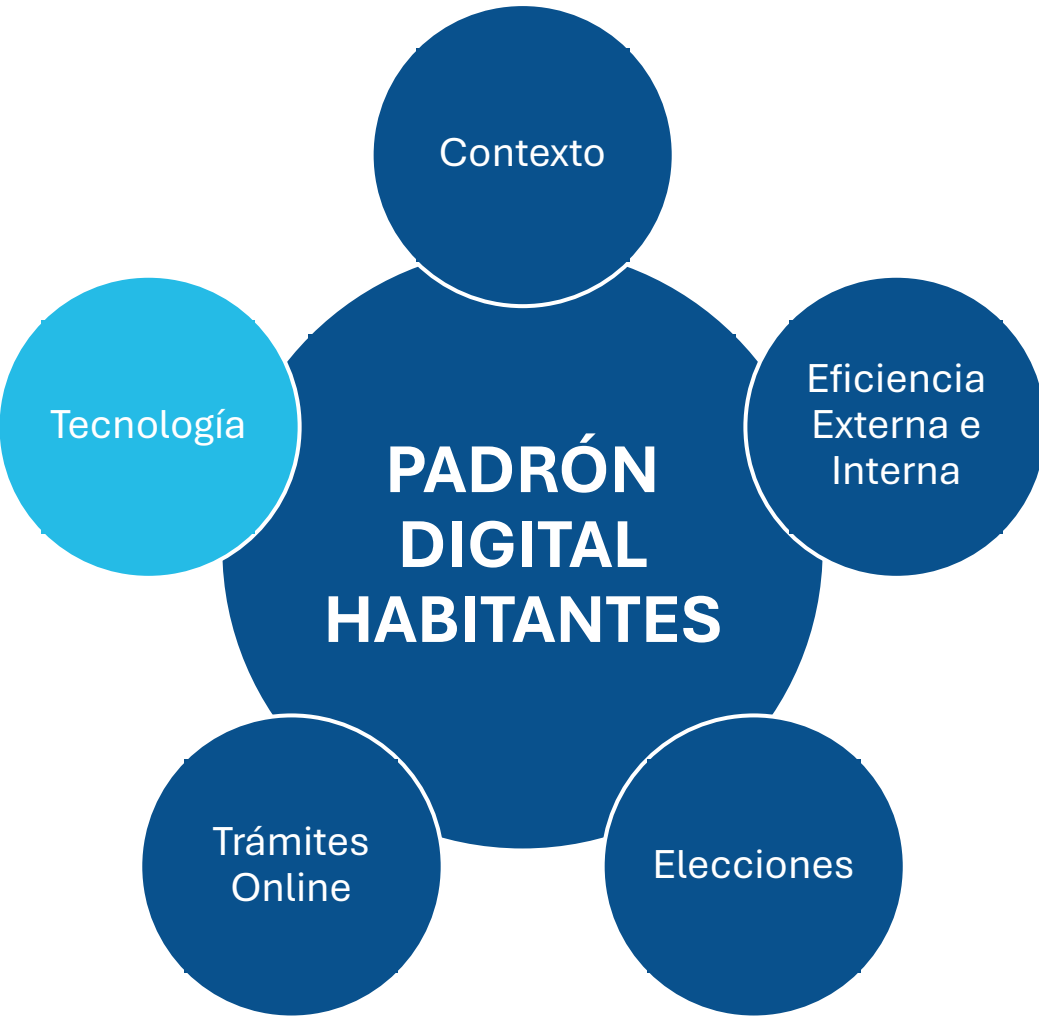 Contexto
Eficiencia
Externa e
Interna
Tecnología
PADRÓN
DIGITAL
HABITANTES
Trámites
Online
Elecciones